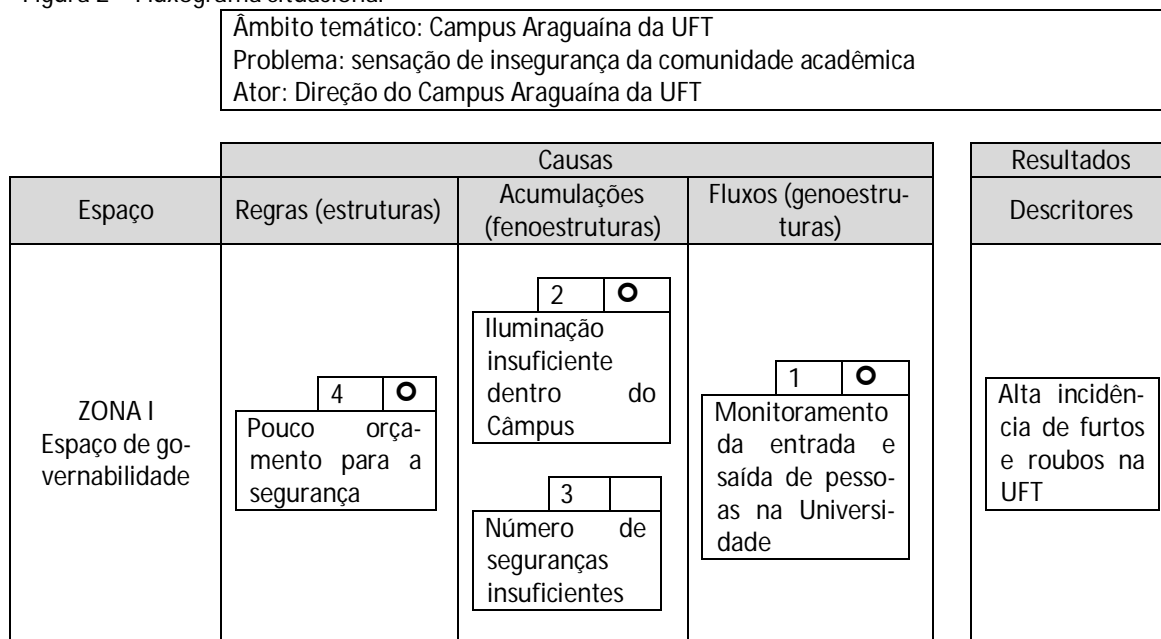 Âmbito temático: Campus Araguaína da UFT
Problema: sensação de insegurança da comunidade acadêmica
Ator: Direção do Campus Araguaína da UFT
Causas
Resultados
Espaço
Regras (estruturas)
Acumulações
(fenoestruturas)
Fluxos (genoestru-
turas)
Descritores
ZONA I
Espaço de go-
vernabilidade
4
Pouco orça-
mento para a
segurança
2
Iluminação
insuficiente
dentro do
Câmpus
3
Número de
seguranças
insuficientes
1
Monitoramento
da entrada e
saída de pesso-
as na Universi-
dade
Alta incidên-
cia de furtos
e roubos na
UFT